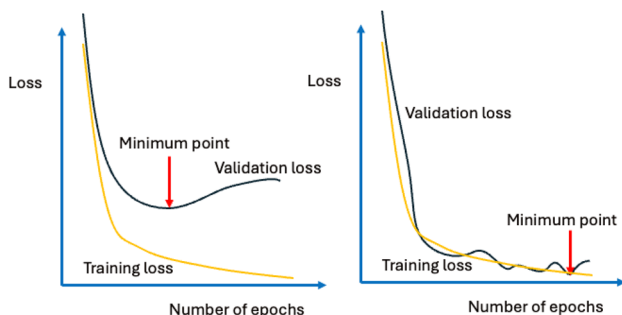 Loss
Minimum point
Validation loss
Training loss
Number of epochs
Loss
Validation loss
Minimum point
Training loss
Number of epochs